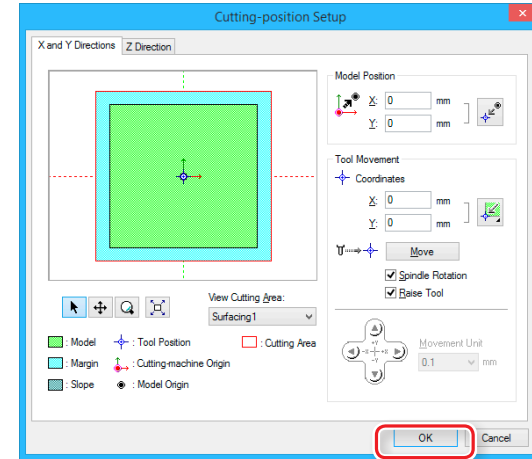 Cutting-position Setup
X and Y Directions
Z Direction
Model Position
X: 0 mm
Y: 0 mm
Tool Movement
Coordinates
X: 0 mm
Y: 0 mm
Move
Spindle Rotation
Raise Tool
View Cutting Area:
Surfacing1
: Model
: Tool Position
: Cutting Area
: Margin
: Cutting-machine Origin
: Slope
: Model Origin
+Y
-X +X
-Y
Movement Unit
0.1 mm
OK
Cancel